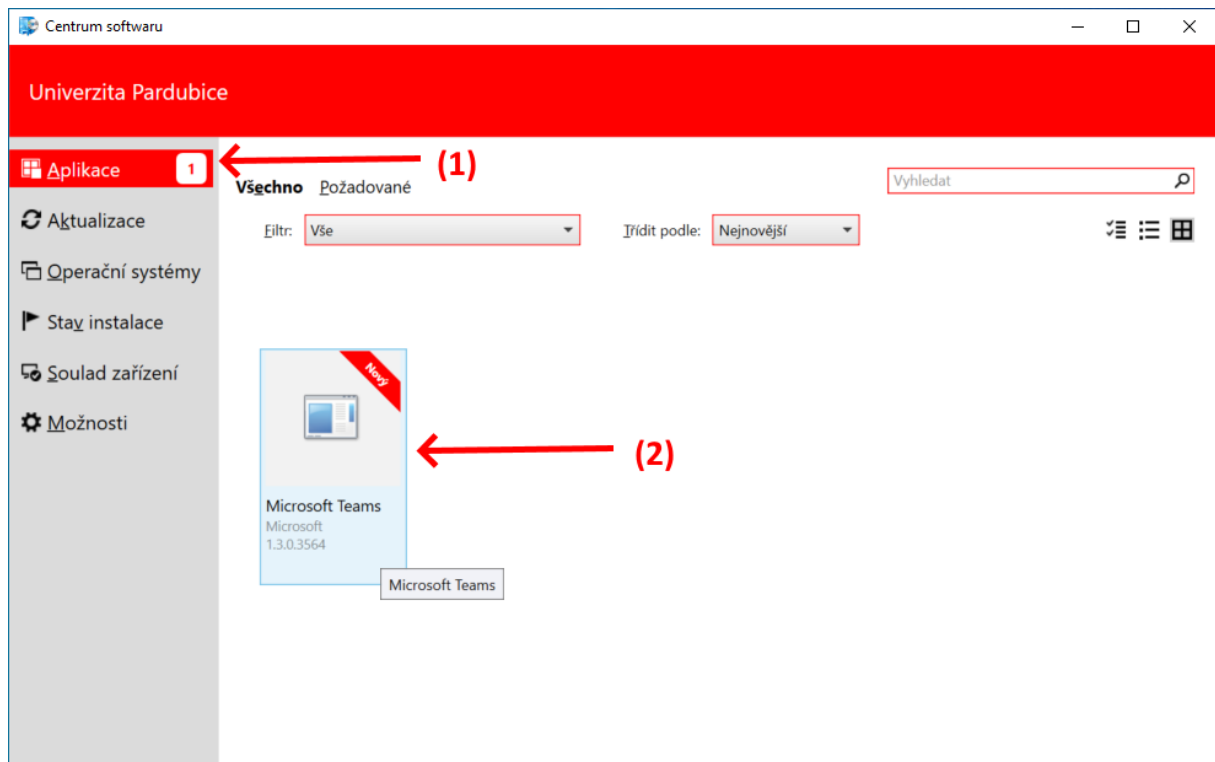 Centrum softwaru
Univerzita Pardubice
Aplikace 1
(1)
Všechno Požadované
Vyhledat
Aktualizace
Filtr: Vše
Třídit podle: Nejnovější
Operační systémy
Stav instalace
Soulad zařízení
Možnosti
Nový
(2)
Microsoft Teams
Microsoft
1.3.0.3564
Microsoft Teams